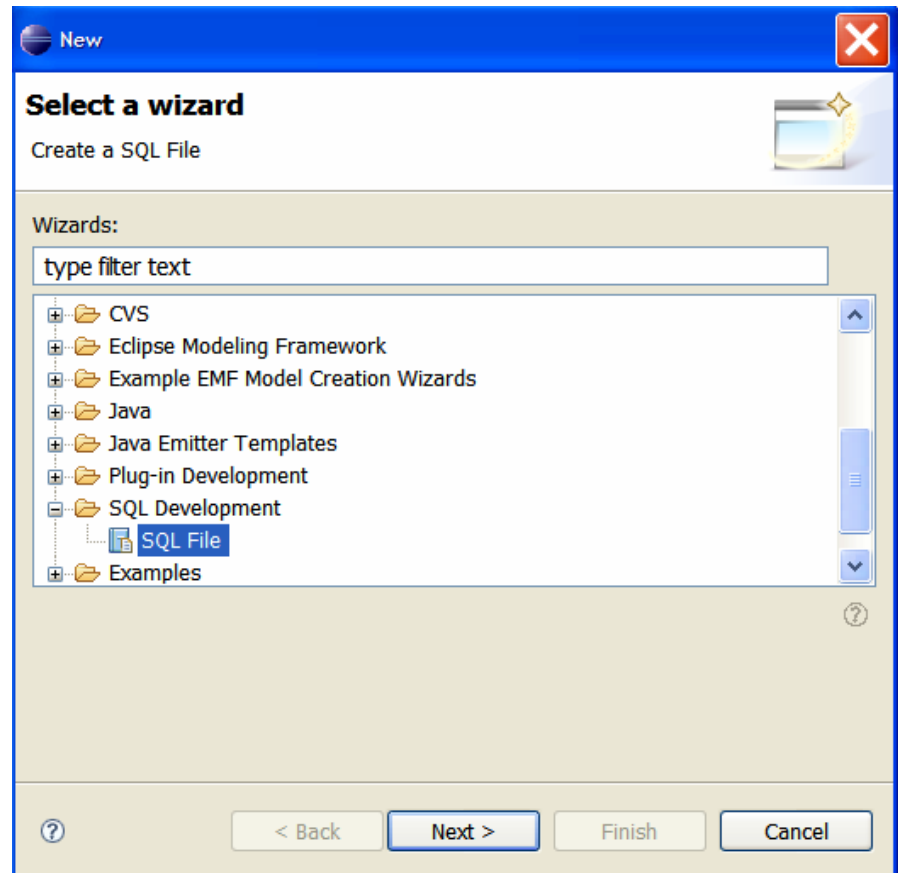 New
Select a wizard
Create a SQL File
Wizards:
type filter text
CVS
Eclipse Modeling Framework
Example EMF Model Creation Wizards
Java
Java Emitter Templates
Plug-in Development
SQL Development
SQL File
Examples
?
? < Back Next > Finish Cancel